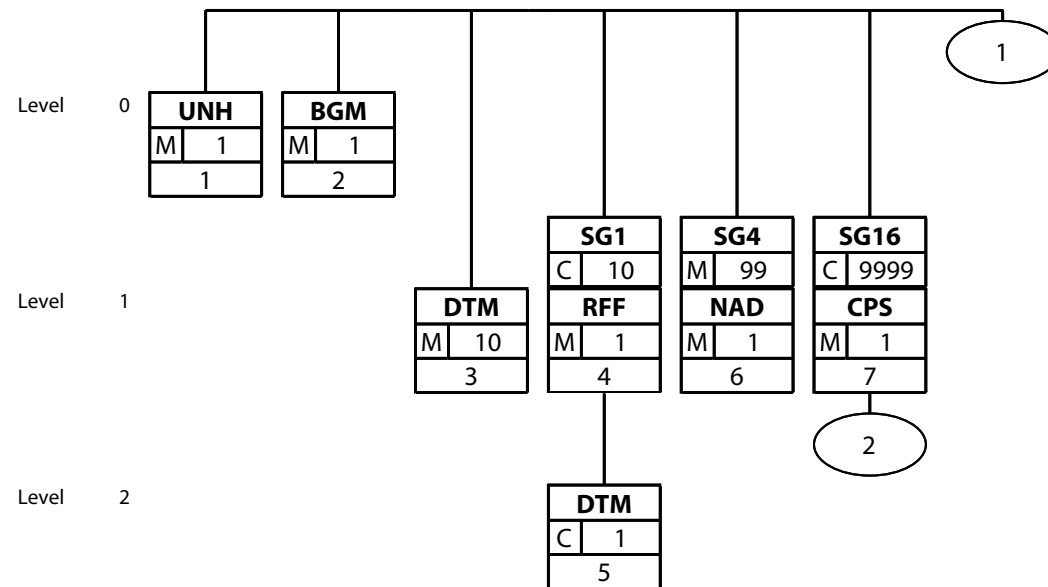 1
Level 0
UNH BGM
M 1 M 1
1 2
SG1 SG4 SG16
C 10 M 99 C 9999
Level 1
DTM RFF NAD CPS
M 10 M 1 M 1 M 1
3 4 6 7
2
Level 2
DTM
C 1
5